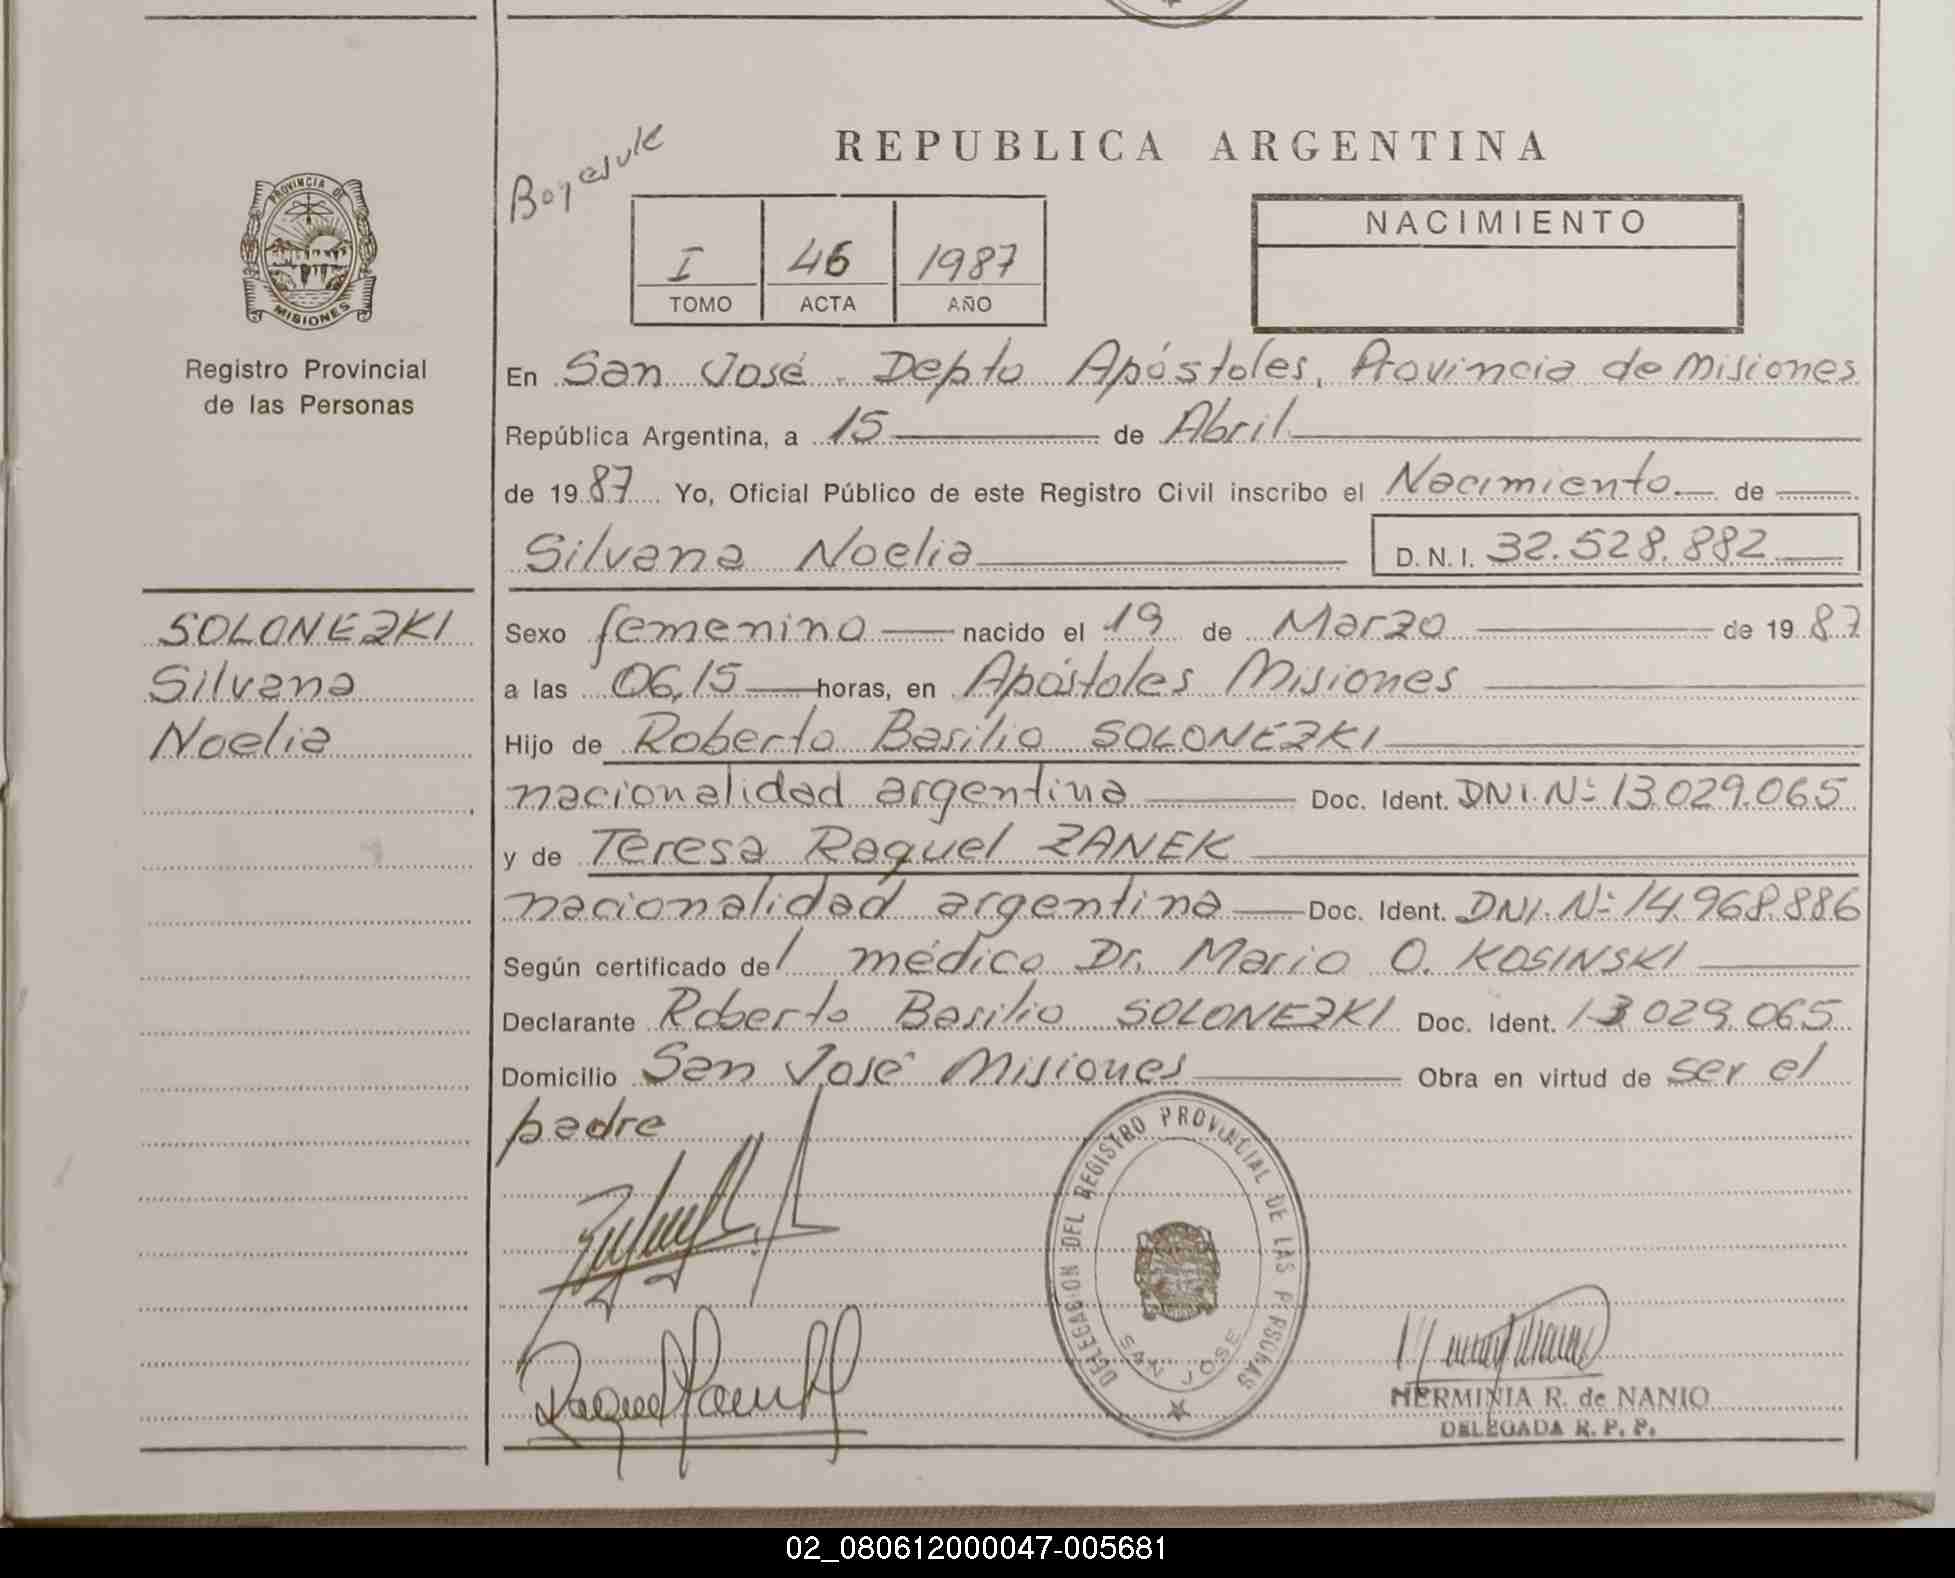 REPUBLICA ARGENTINA
PROVINCIA DE
MISIONES
Registro Provincial
de las Personas
I 46 1987
TOMO ACTA AÑO
NACIMIENTO
En San José - Depto Apóstoles, Provincia de Misiones
República Argentina, a 15 de Abril
de 1987 Yo, Oficial Público de este Registro Civil inscribo el Nacimiento de
Silvana Noelia D.N.I. 32.528.882
SOLONEZKI
Silvana
Noelia
Sexo femenino nacido el 19 de Marzo de 1987
a las 06,15 horas, en Apóstoles Misiones
Hijo de Roberto Basilio SOLONEZKI
nacionalidad argentina Doc. Ident. DNI. Nº 13.029.065
y de Teresa Raquel ZANEK
nacionalidad argentina Doc. Ident. DNI. Nº 14.968.886
Según certificado del médico Dr. Mario O. KOSINSKI
Declarante Roberto Basilio SOLONEZKI Doc. Ident. 13 029.065
Domicilio San José Misiones Obra en virtud de ser el
padre
DELEGACION DEL REGISTRO PROVINCIAL DE LAS PERSONAS
SAN JOSE
HERMINIA R. de NANIO
DELEGADA R. P. P.
02_080612000047-005681